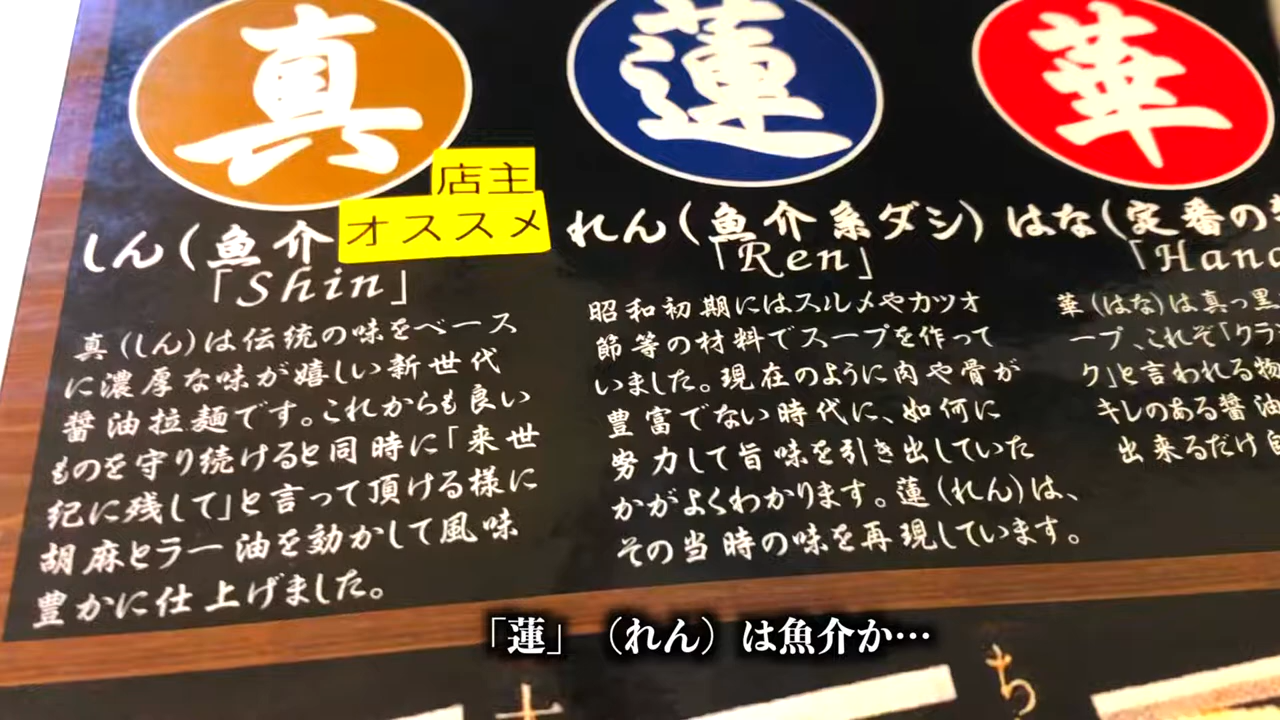 真
店主
オススメ
しん(魚介
「Shin」
真(しん)は伝統の味をベース
に濃厚な味が嬉しい新世代
醤油拉麺です。これからも良い
ものを守り続けると同時に「来世
紀に残して」と言って頂ける様に
胡麻とラー油を効かして風味
豊かに仕上げました。
蓮
れん(魚介系ダシ)
「Ren」
昭和初期にはスルメやカツオ
節等の材料でスープを作って
いました。現在のように肉や骨が
豊富でない時代に、如何に
努力して旨味を引き出していた
かがよくわかります。蓮(れん)は、
その当時の味を再現しています。
華
はな(定番の
「Hana
華(はな)は真っ黒
ープ、これぞ「クラ
ク」と言われる物
キレのある醤油
出来るだけ
「蓮」(れん)は魚介か…
ち